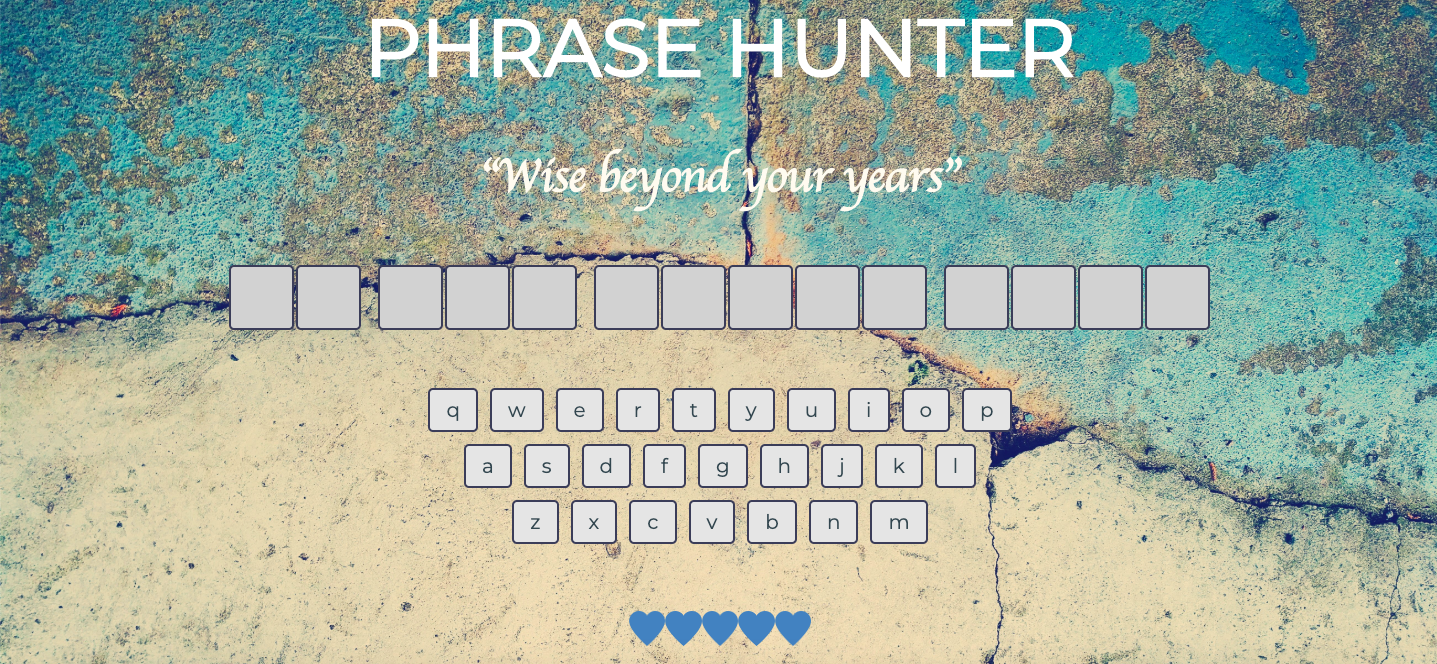 PHRASE HUNTER
“Wise beyond your years”
q w e r t y u i o p
a s d f g h j k l
z x c v b n m